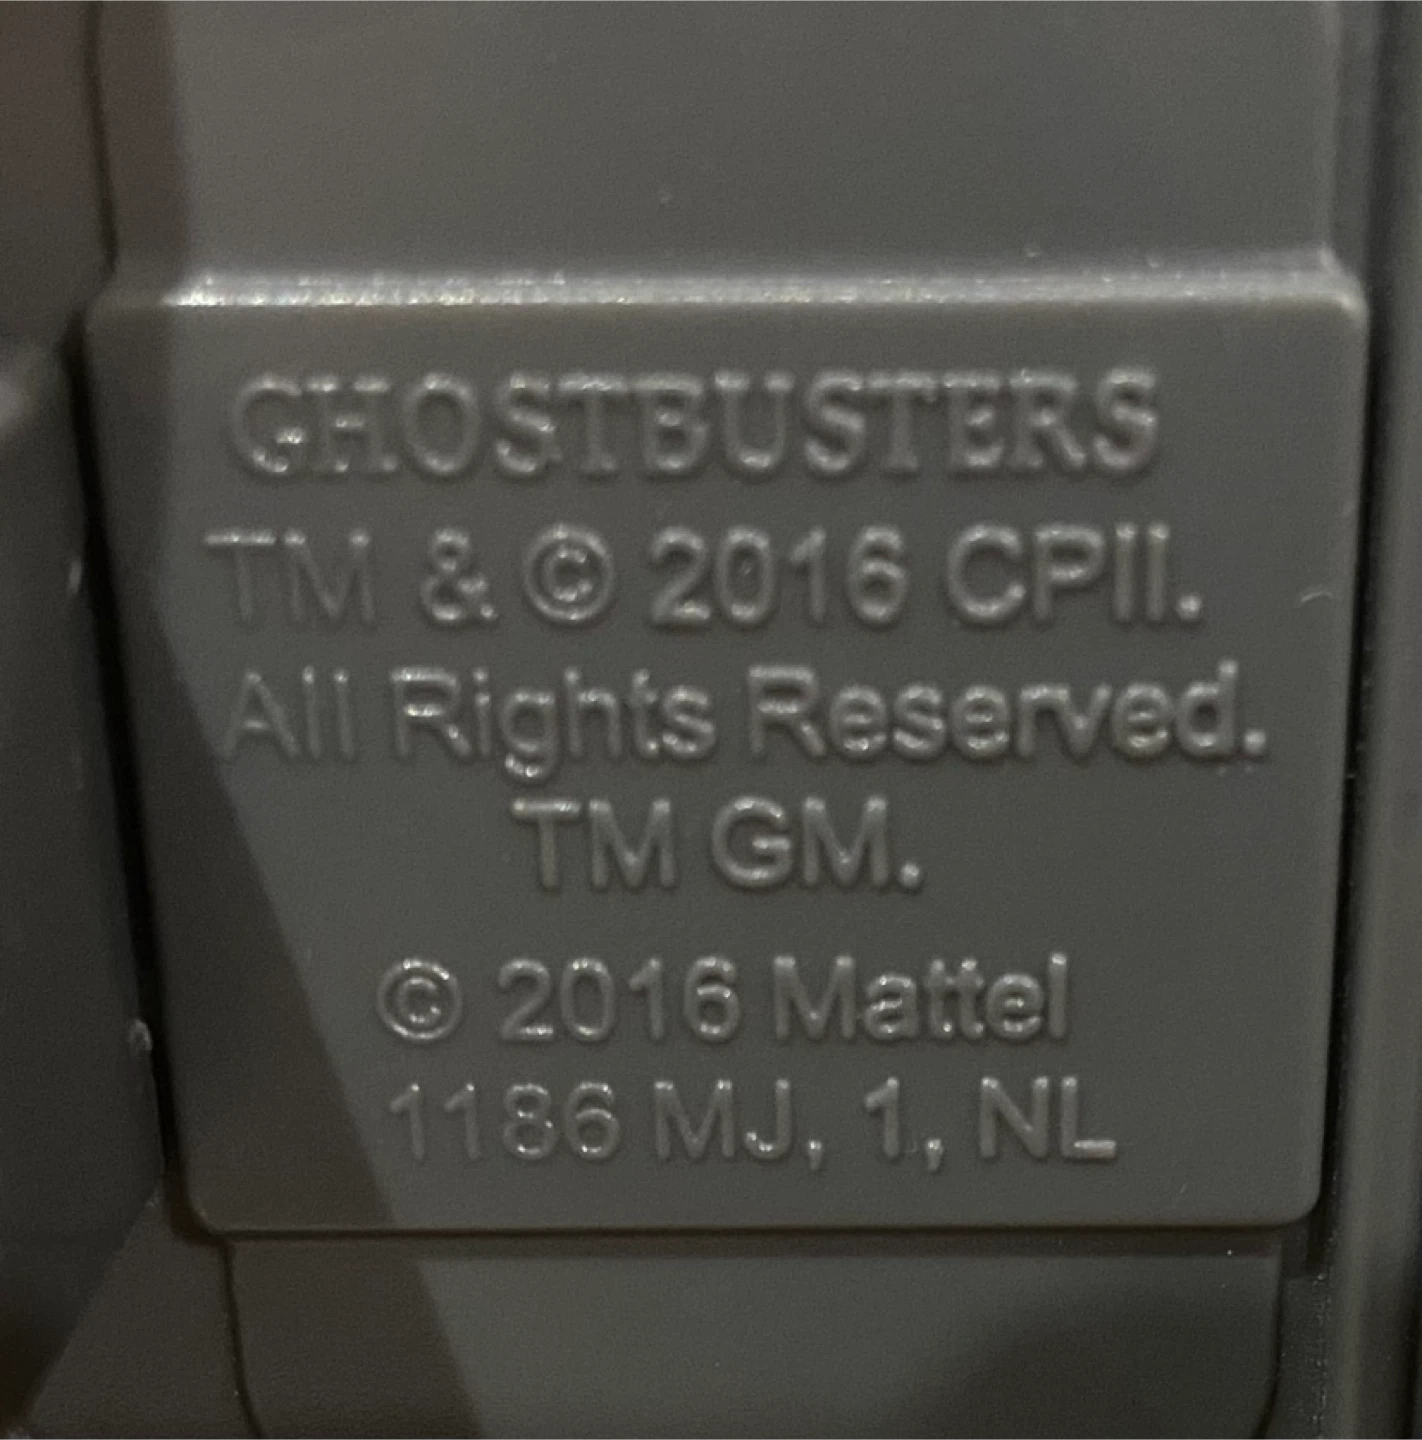 GHOSTBUSTERS
TM & © 2016 CPII.
All Rights Reserved.
TM GM.
© 2016 Mattel
1186 MJ, 1, NL